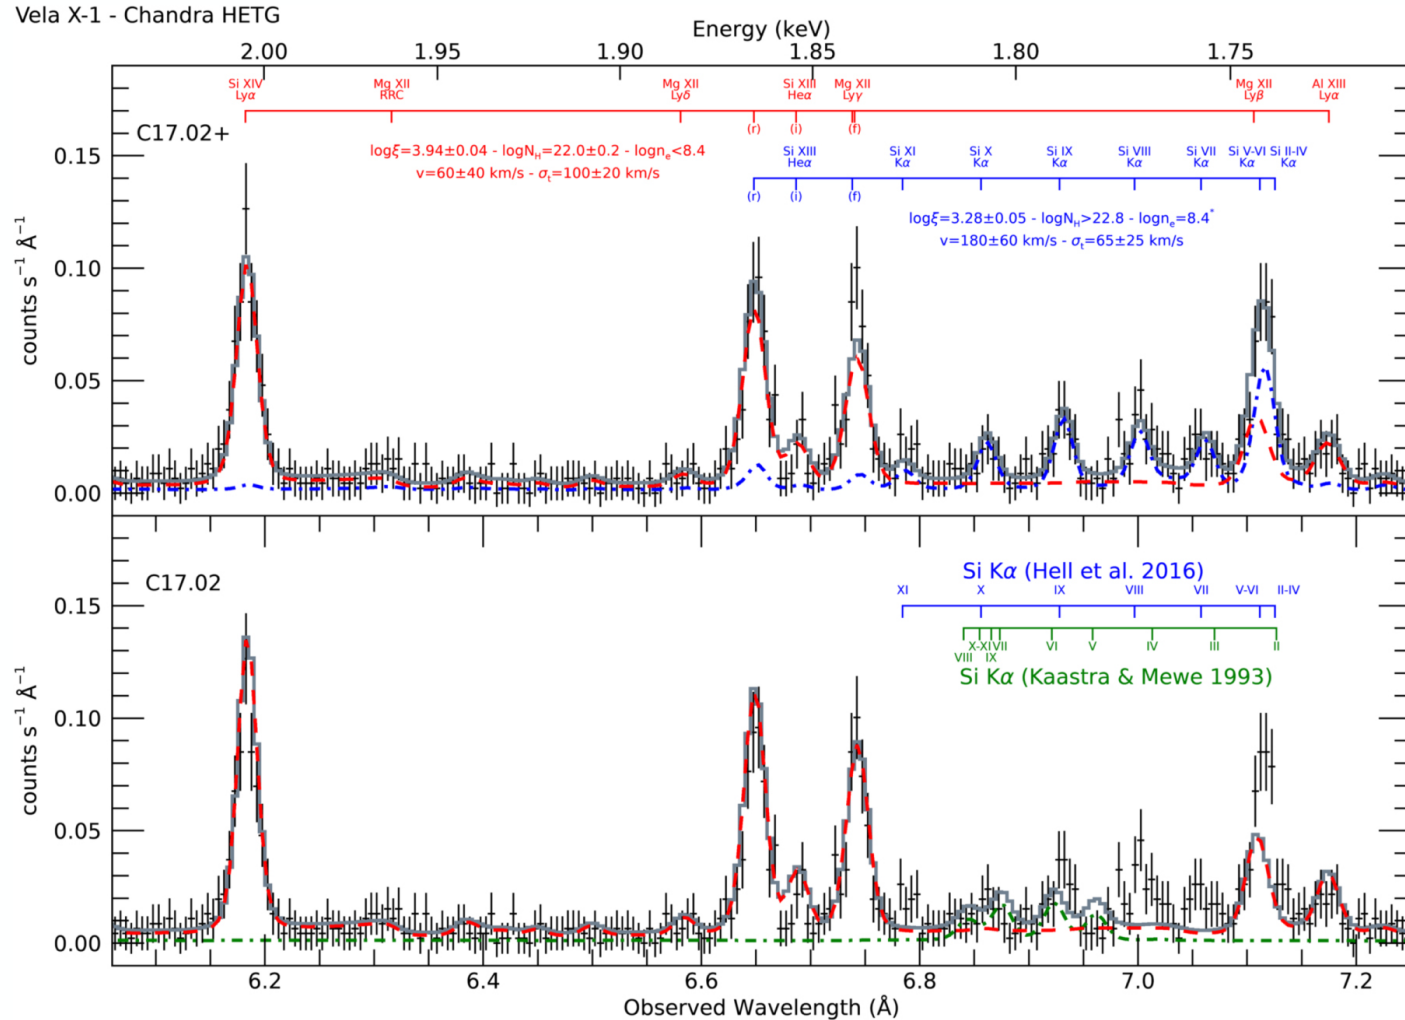 Vela X-1 - Chandra HETG
Energy (keV)
2.00 1.95 1.90 1.85 1.80 1.75
Si XIV Mg XII Mg XII Si XIII Mg XII Mg XII Al XIII
Lyα RRC Lyδ Heα Lyγ Lyβ Lyα
C17.02+
(r) (i) (f)
logξ=3.94±0.04 - logN_H=22.0±0.2 - logn_e<8.4
v=60±40 km/s - σ_t=100±20 km/s
Si XIII Si XI Si X Si IX Si VIII Si VII Si V-VI Si II-IV
Heα Kα Kα Kα Kα Kα Kα Kα
(r) (i) (f)
logξ=3.28±0.05 - logN_H>22.8 - logn_e=8.4*
v=180±60 km/s - σ_t=65±25 km/s
0.15
0.10
0.05
0.00
counts s⁻¹ Å⁻¹
C17.02
Si Kα (Hell et al. 2016)
XI X IX VIII VII V-VI II-IV
X-XI VII VI V IV III II
VIII IX
Si Kα (Kaastra & Mewe 1993)
0.15
0.10
0.05
0.00
counts s⁻¹ Å⁻¹
6.2 6.4 6.6 6.8 7.0 7.2
Observed Wavelength (Å)